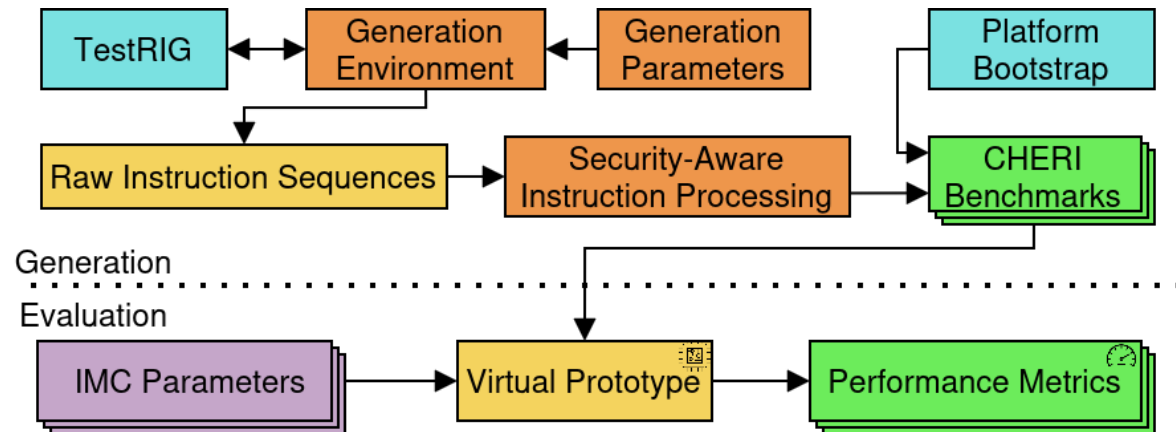 TestRIG
Generation
Environment
Generation
Parameters
Platform
Bootstrap
Raw Instruction Sequences
Security-Aware
Instruction Processing
CHERI
Benchmarks
Generation
Evaluation
IMC Parameters
Virtual Prototype
Performance Metrics